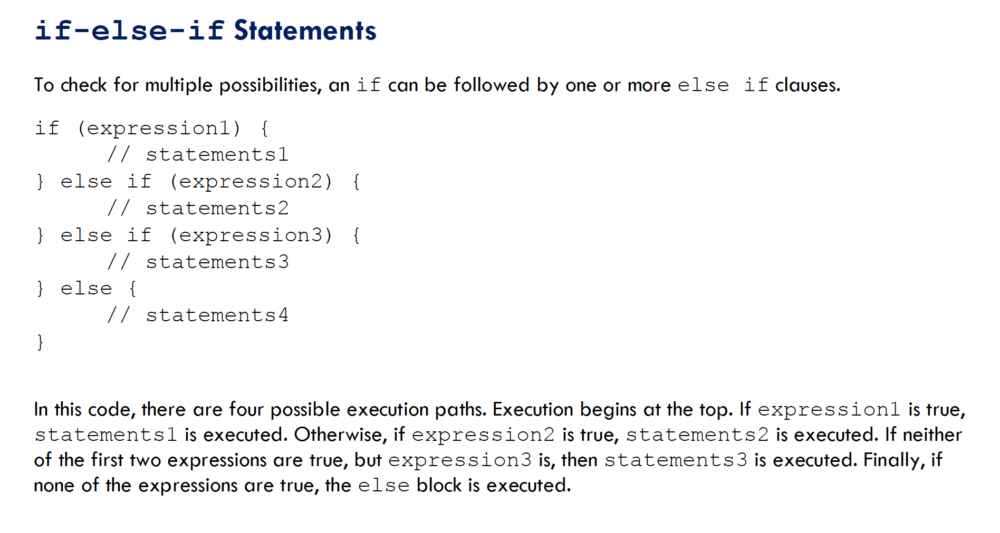 if-else-if Statements
To check for multiple possibilities, an if can be followed by one or more else if clauses.
if (expression1) {
// statements1
} else if (expression2) {
// statements2
} else if (expression3) {
// statements3
} else {
// statements4
}
In this code, there are four possible execution paths. Execution begins at the top. If expression1 is true,
statements1 is executed. Otherwise, if expression2 is true, statements2 is executed. If neither
of the first two expressions are true, but expression3 is, then statements3 is executed. Finally, if
none of the expressions are true, the else block is executed.